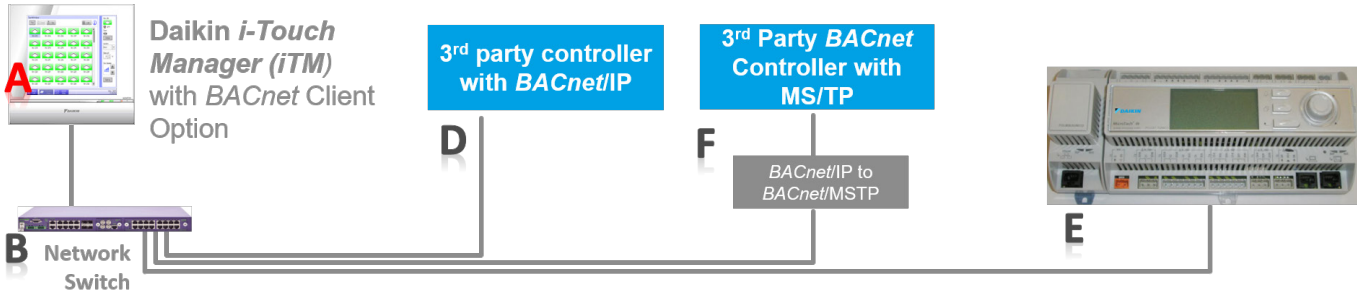 A
Daikin i-Touch
Manager (iTM)
with BACnet Client
Option
3rd party controller
with BACnet/IP
3rd Party BACnet
Controller with
MS/TP
D
F
BACnet/IP to
BACnet/MSTP
DAIKIN
E
B
Network
Switch